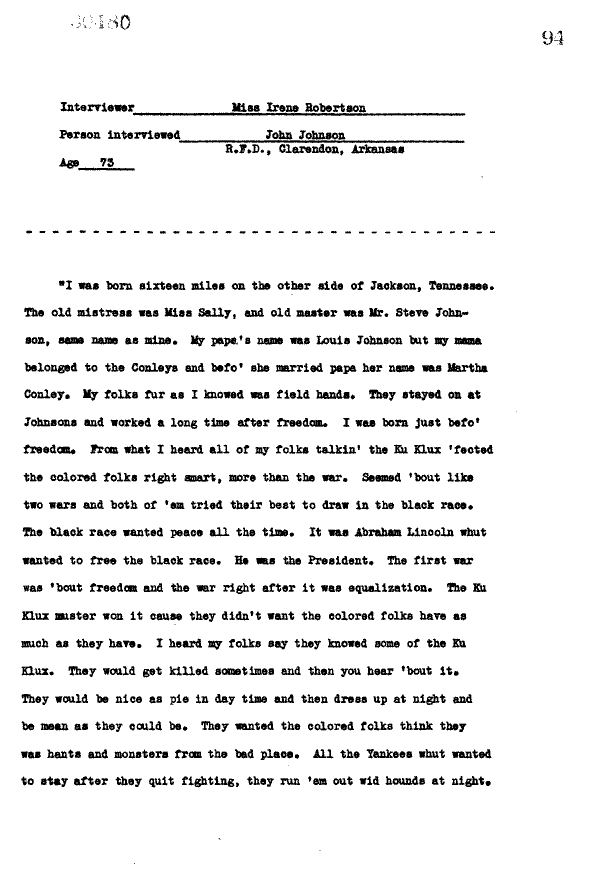 30480
94
Interviewer Miss Irene Robertson
Person interviewed John Johnson
R.F.D., Clarendon, Arkansas
Age 73
"I was born sixteen miles on the other side of Jackson, Tennessee.
The old mistress was Miss Sally, and old master was Mr. Steve John-
son, same name as mine. My papa's name was Louis Johnson but my mama
belonged to the Conleys and befo' she married papa her name was Martha
Conley. My folks fur as I knowed was field hands. They stayed on at
Johnsons and worked a long time after freedom. I was born just befo'
freedom. From what I heard all of my folks talkin' the Ku Klux 'fected
the colored folks right smart, more than the war. Seemed 'bout like
two wars and both of 'em tried their best to draw in the black race.
The black race wanted peace all the time. It was Abraham Lincoln whut
wanted to free the black race. He was the President. The first war
was 'bout freedom and the war right after it was equalization. The Ku
Klux muster won it cause they didn't want the colored folks have as
much as they have. I heard my folks say they knowed some of the Ku
Klux. They would get killed sometimes and then you hear 'bout it.
They would be nice as pie in day time and then dress up at night and
be mean as they could be. They wanted the colored folks think they
was hants and monsters from the bad place. All the Yankees whut wanted
to stay after they quit fighting, they run 'em out wid hounds at night.